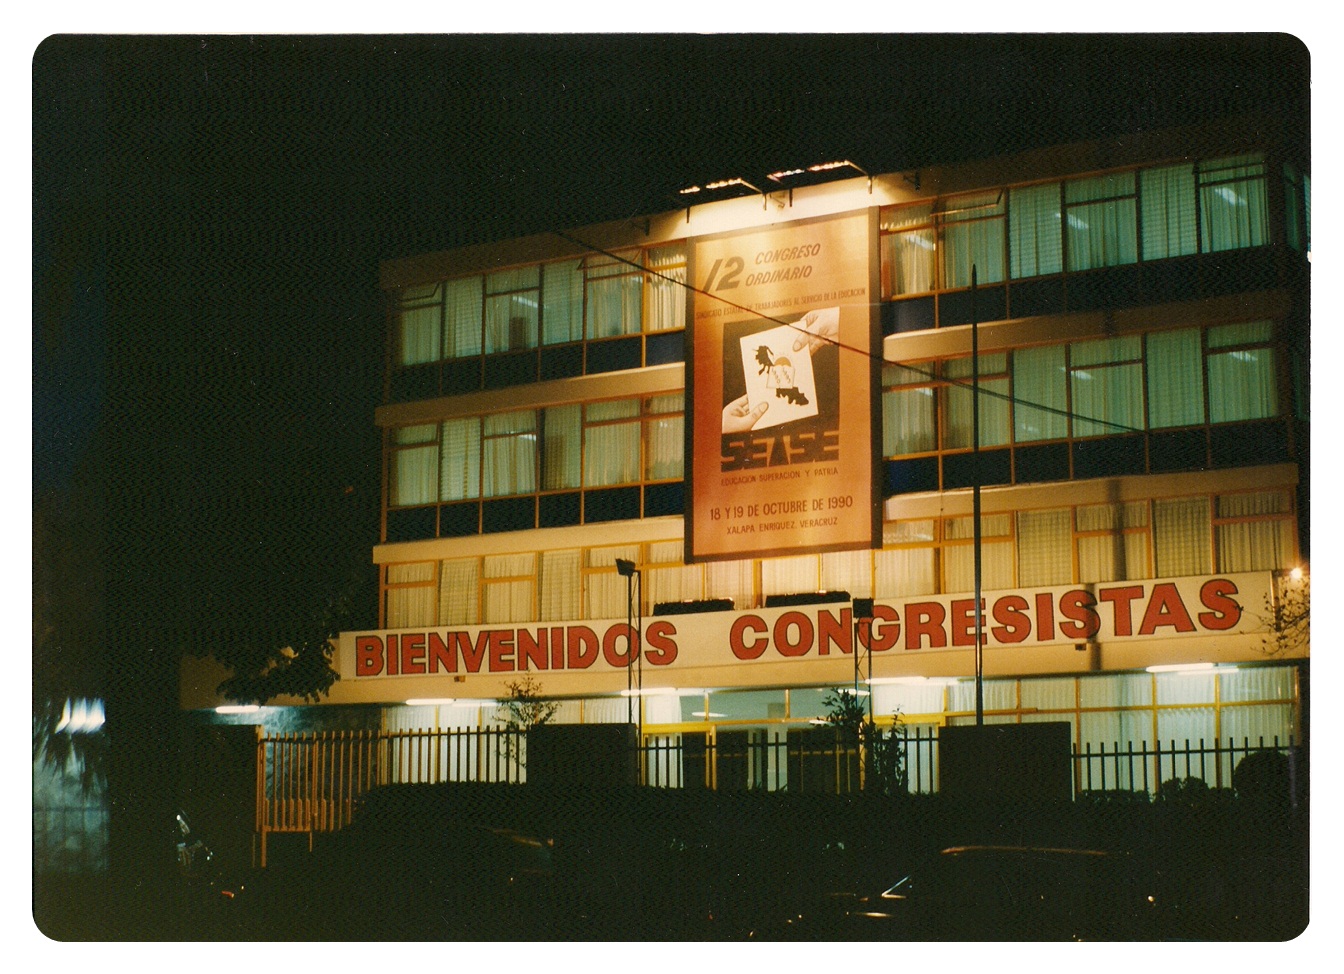 12 CONGRESO
ORDINARIO
SINDICATO ESTATAL DE TRABAJADORES AL SERVICIO DE LA EDUCACION
SETSE
EDUCACION SUPERACION Y PATRIA
18 Y 19 DE OCTUBRE DE 1990
XALAPA ENRIQUEZ, VERACRUZ
BIENVENIDOS CONGRESISTAS